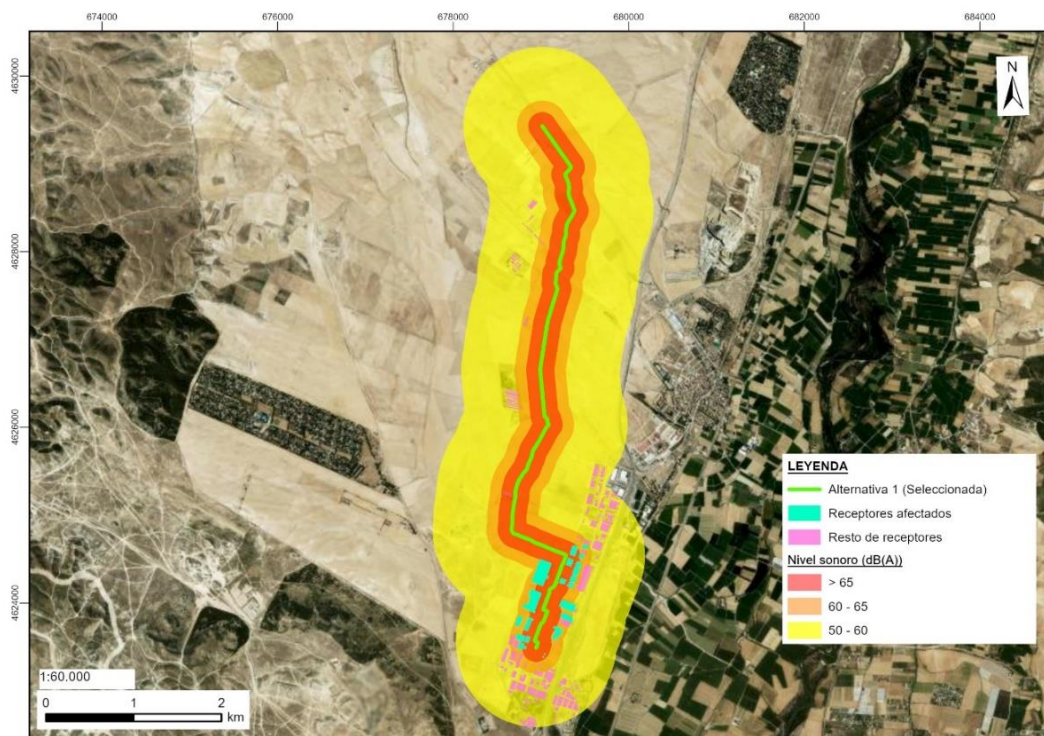 674000 676000 678000 680000 682000 684000
4630000
4628000
4626000
4624000
N
LEYENDA
Alternativa 1 (Seleccionada)
Receptores afectados
Resto de receptores
Nivel sonoro (dB(A))
> 65
60 - 65
50 - 60
1:60.000
0 1 2
km